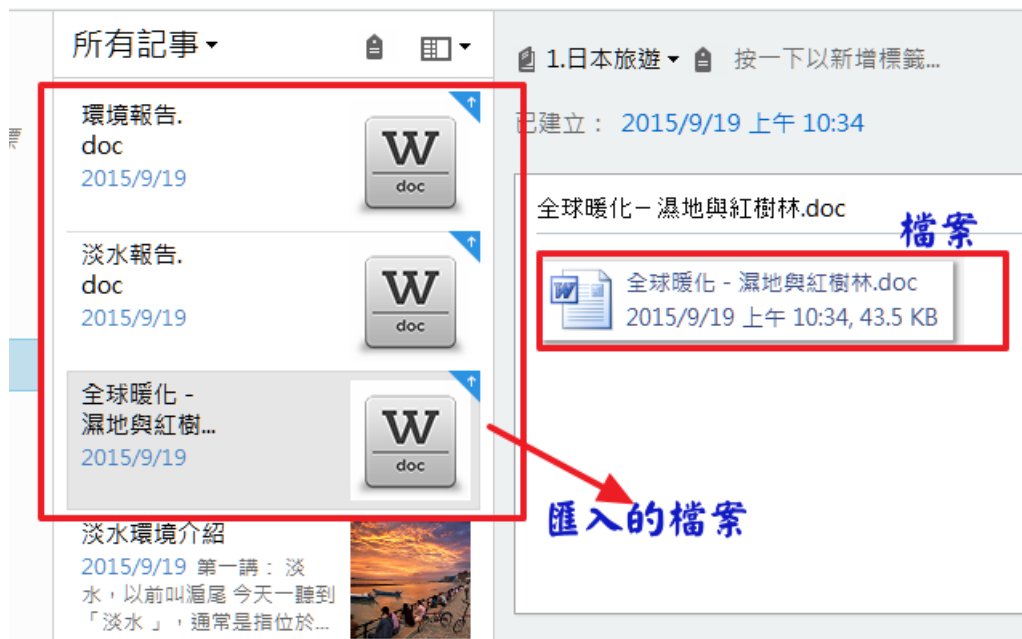 所有記事
環境報告.
doc
2015/9/19
W
doc
淡水報告.
doc
2015/9/19
W
doc
全球暖化 -
濕地與紅樹...
2015/9/19
W
doc
淡水環境介紹
2015/9/19 第一講： 淡
水，以前叫滬尾 今天一聽到
「淡水 」，通常是指位於...
1.日本旅遊
按一下以新增標籤...
已建立： 2015/9/19 上午 10:34
全球暖化－濕地與紅樹林.doc
檔案
W
全球暖化 - 濕地與紅樹林.doc
2015/9/19 上午 10:34, 43.5 KB
匯入的檔案